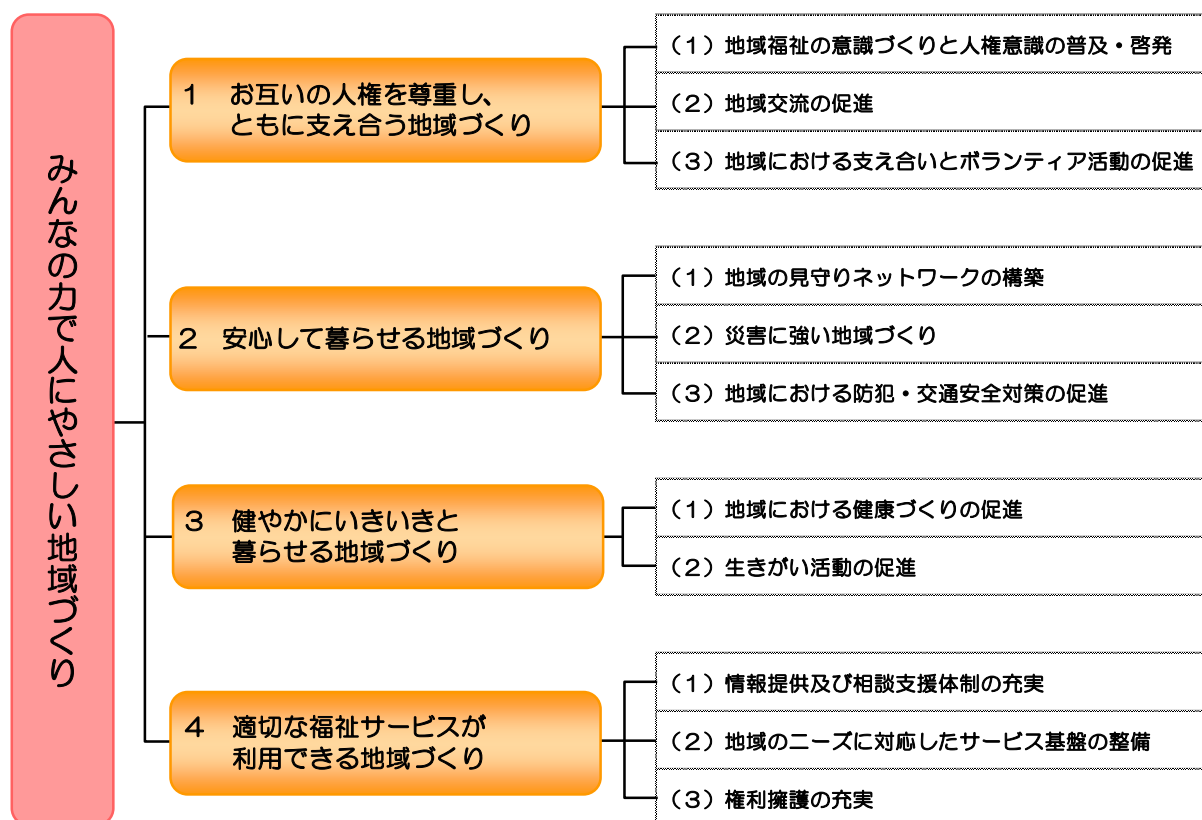 みんなの力で人にやさしい地域づくり
１　お互いの人権を尊重し、
ともに支え合う地域づくり
（１）地域福祉の意識づくりと人権意識の普及・啓発
（２）地域交流の促進
（３）地域における支え合いとボランティア活動の促進
２　安心して暮らせる地域づくり
（１）地域の見守りネットワークの構築
（２）災害に強い地域づくり
（３）地域における防犯・交通安全対策の促進
３　健やかにいきいきと
暮らせる地域づくり
（１）地域における健康づくりの促進
（２）生きがい活動の促進
４　適切な福祉サービスが
利用できる地域づくり
（１）情報提供及び相談支援体制の充実
（２）地域のニーズに対応したサービス基盤の整備
（３）権利擁護の充実